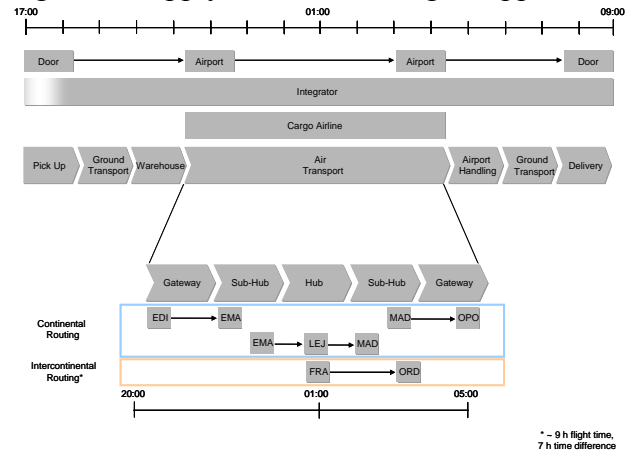 17:00 01:00 09:00
Door Airport Airport Door
Integrator
Cargo Airline
Pick Up Ground Transport Warehouse Air Transport Airport Handling Ground Transport Delivery
Gateway Sub-Hub Hub Sub-Hub Gateway
Continental Routing
EDI EMA MAD OPO
EMA LEJ MAD
Intercontinental Routing*
FRA ORD
20:00 01:00 05:00
* ~ 9 h flight time,
7 h time difference